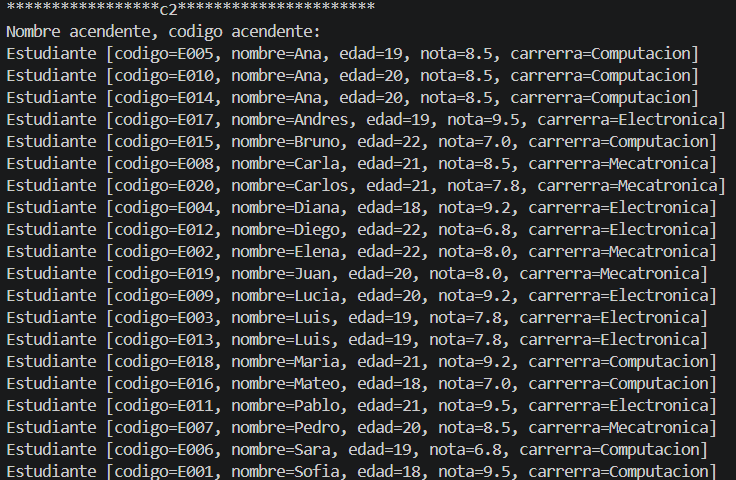 *****************c2**********************
Nombre acendente, codigo acendente:
Estudiante [codigo=E005, nombre=Ana, edad=19, nota=8.5, carrerra=Computacion]
Estudiante [codigo=E010, nombre=Ana, edad=20, nota=8.5, carrerra=Computacion]
Estudiante [codigo=E014, nombre=Ana, edad=20, nota=8.5, carrerra=Computacion]
Estudiante [codigo=E017, nombre=Andres, edad=19, nota=9.5, carrerra=Electronica]
Estudiante [codigo=E015, nombre=Bruno, edad=22, nota=7.0, carrerra=Computacion]
Estudiante [codigo=E008, nombre=Carla, edad=21, nota=8.5, carrerra=Mecatronica]
Estudiante [codigo=E020, nombre=Carlos, edad=21, nota=7.8, carrerra=Mecatronica]
Estudiante [codigo=E004, nombre=Diana, edad=18, nota=9.2, carrerra=Electronica]
Estudiante [codigo=E012, nombre=Diego, edad=22, nota=6.8, carrerra=Electronica]
Estudiante [codigo=E002, nombre=Elena, edad=22, nota=8.0, carrerra=Mecatronica]
Estudiante [codigo=E019, nombre=Juan, edad=20, nota=8.0, carrerra=Mecatronica]
Estudiante [codigo=E009, nombre=Lucia, edad=20, nota=9.2, carrerra=Electronica]
Estudiante [codigo=E003, nombre=Luis, edad=19, nota=7.8, carrerra=Electronica]
Estudiante [codigo=E013, nombre=Luis, edad=19, nota=7.8, carrerra=Electronica]
Estudiante [codigo=E018, nombre=Maria, edad=21, nota=9.2, carrerra=Computacion]
Estudiante [codigo=E016, nombre=Mateo, edad=18, nota=7.0, carrerra=Computacion]
Estudiante [codigo=E011, nombre=Pablo, edad=21, nota=9.5, carrerra=Electronica]
Estudiante [codigo=E007, nombre=Pedro, edad=20, nota=8.5, carrerra=Mecatronica]
Estudiante [codigo=E006, nombre=Sara, edad=19, nota=6.8, carrerra=Computacion]
Estudiante [codigo=E001, nombre=Sofia, edad=18, nota=9.5, carrerra=Computacion]